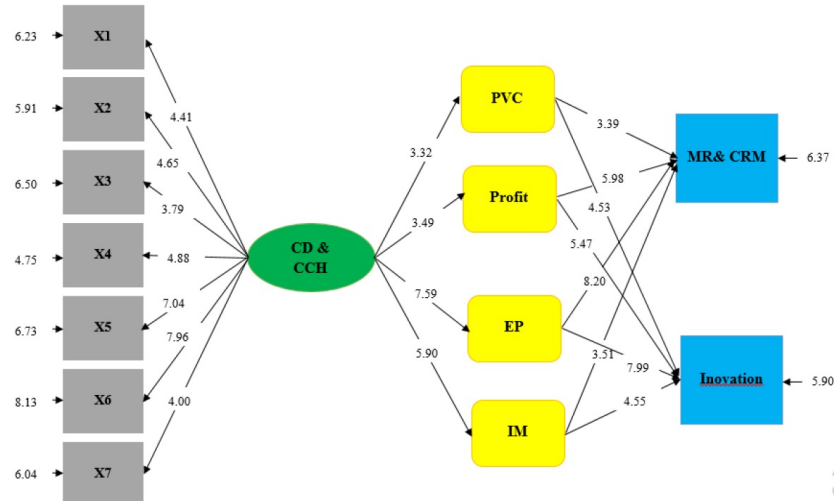 6.23
X1
5.91
X2
6.50
X3
4.75
X4
6.73
X5
8.13
X6
6.04
X7
4.41
4.65
3.79
4.88
7.04
7.96
4.00
CD &
CCH
3.32
3.49
7.59
5.90
PVC
Profit
EP
IM
3.39
5.98
4.53
5.47
8.20
3.51
7.99
4.55
MR& CRM
6.37
Inovation
5.90